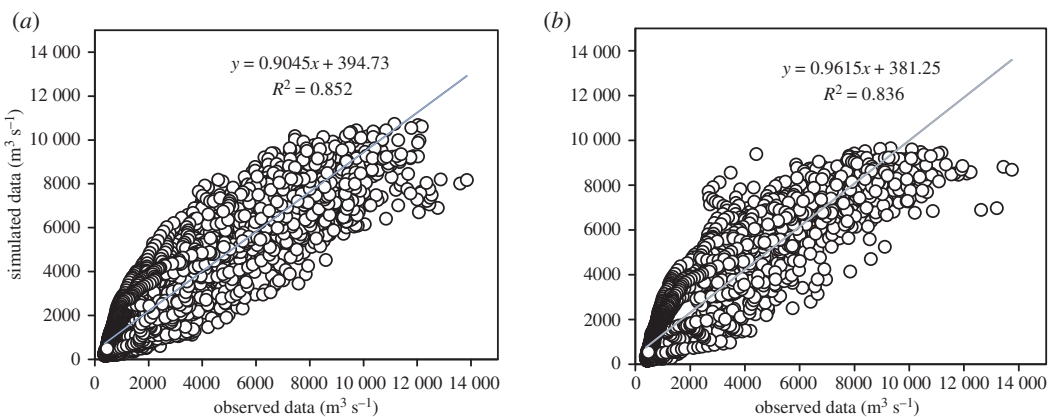 (a)
14 000
12 000
10 000
8000
6000
4000
2000
0
simulated data (m³ s⁻¹)
y = 0.9045x + 394.73
R² = 0.852
0 2000 4000 6000 8000 10 000 12 000 14 000
observed data (m³ s⁻¹)
(b)
14 000
12 000
10 000
8000
6000
4000
2000
0
y = 0.9615x + 381.25
R² = 0.836
0 2000 4000 6000 8000 10 000 12 000 14 000
observed data (m³ s⁻¹)